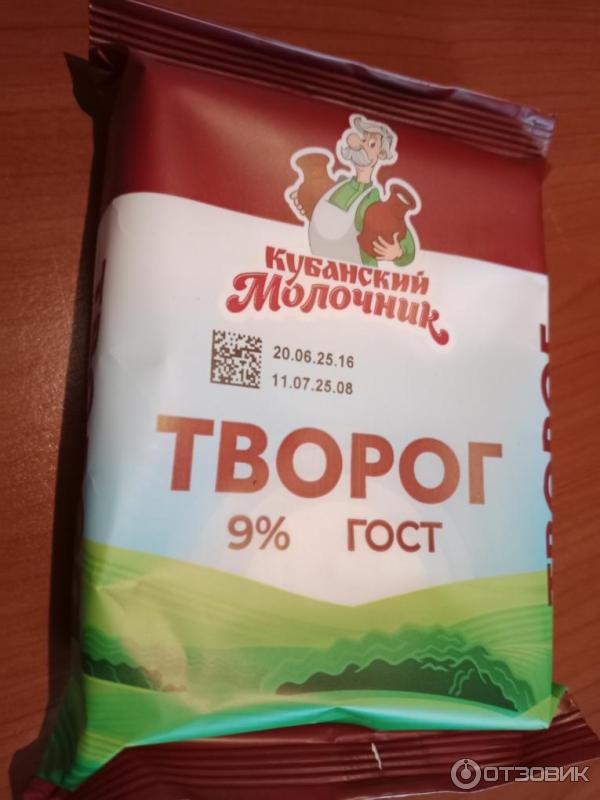 Кубанский
Молочник
20.06.25.16
11.07.25.08
ТВОРОГ
9% ГОСТ
ТВОРОГ
ОТЗОВИК